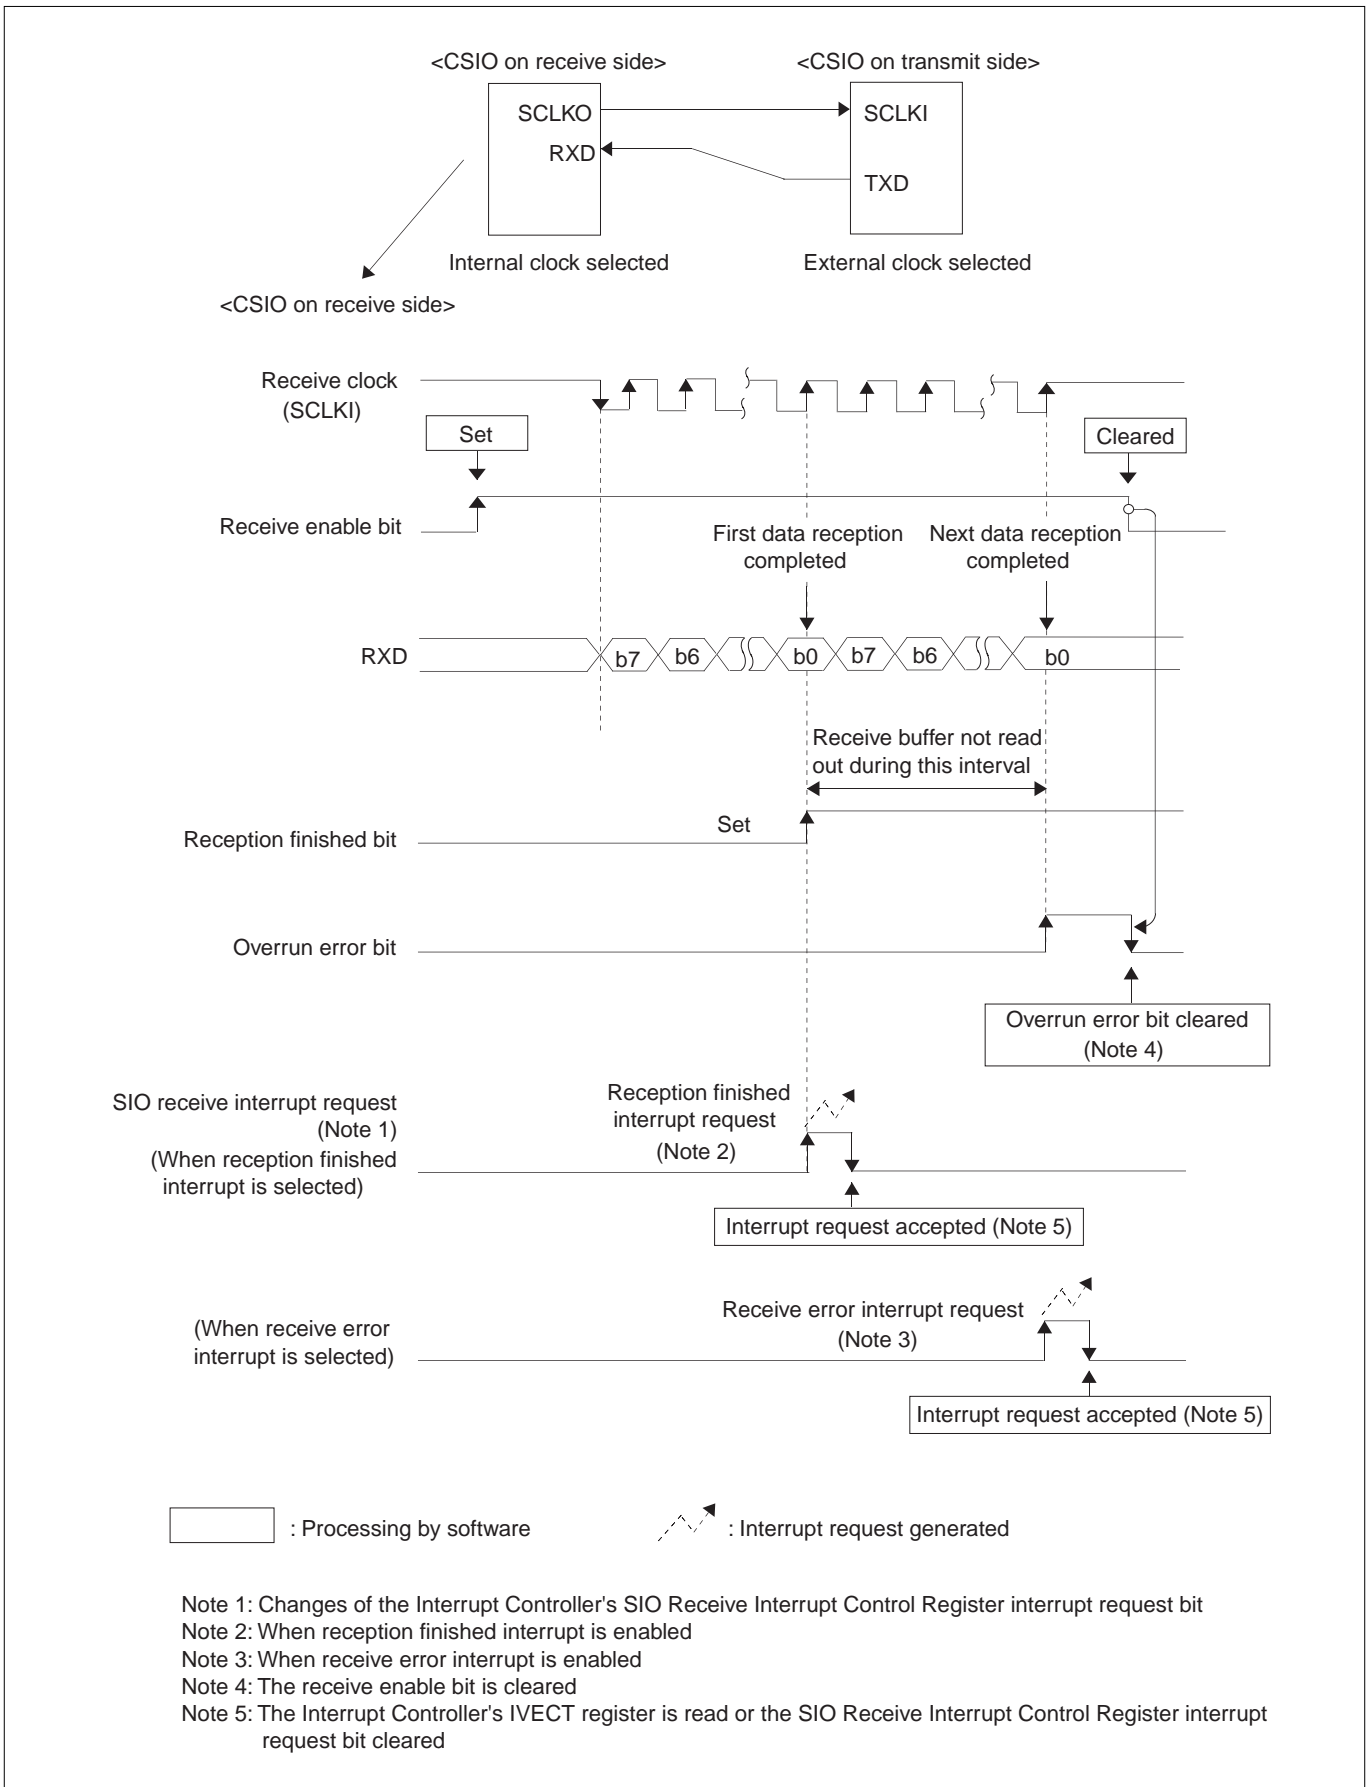 <CSIO on receive side>
<CSIO on transmit side>
SCLKO
SCLKI
RXD
TXD
Internal clock selected
External clock selected
<CSIO on receive side>
Receive clock
(SCLKI)
Set
Cleared
Receive enable bit
First data reception
completed
Next data reception
completed
RXD
b7
b6
b0
b7
b6
b0
Receive buffer not read
out during this interval
Set
Reception finished bit
Overrun error bit
Overrun error bit cleared
(Note 4)
SIO receive interrupt request
(Note 1)
(When reception finished
interrupt is selected)
Reception finished
interrupt request
(Note 2)
Interrupt request accepted (Note 5)
(When receive error
interrupt is selected)
Receive error interrupt request
(Note 3)
Interrupt request accepted (Note 5)
: Processing by software
: Interrupt request generated
Note 1: Changes of the Interrupt Controller's SIO Receive Interrupt Control Register interrupt request bit
Note 2: When reception finished interrupt is enabled
Note 3: When receive error interrupt is enabled
Note 4: The receive enable bit is cleared
Note 5: The Interrupt Controller's IVECT register is read or the SIO Receive Interrupt Control Register interrupt
request bit cleared